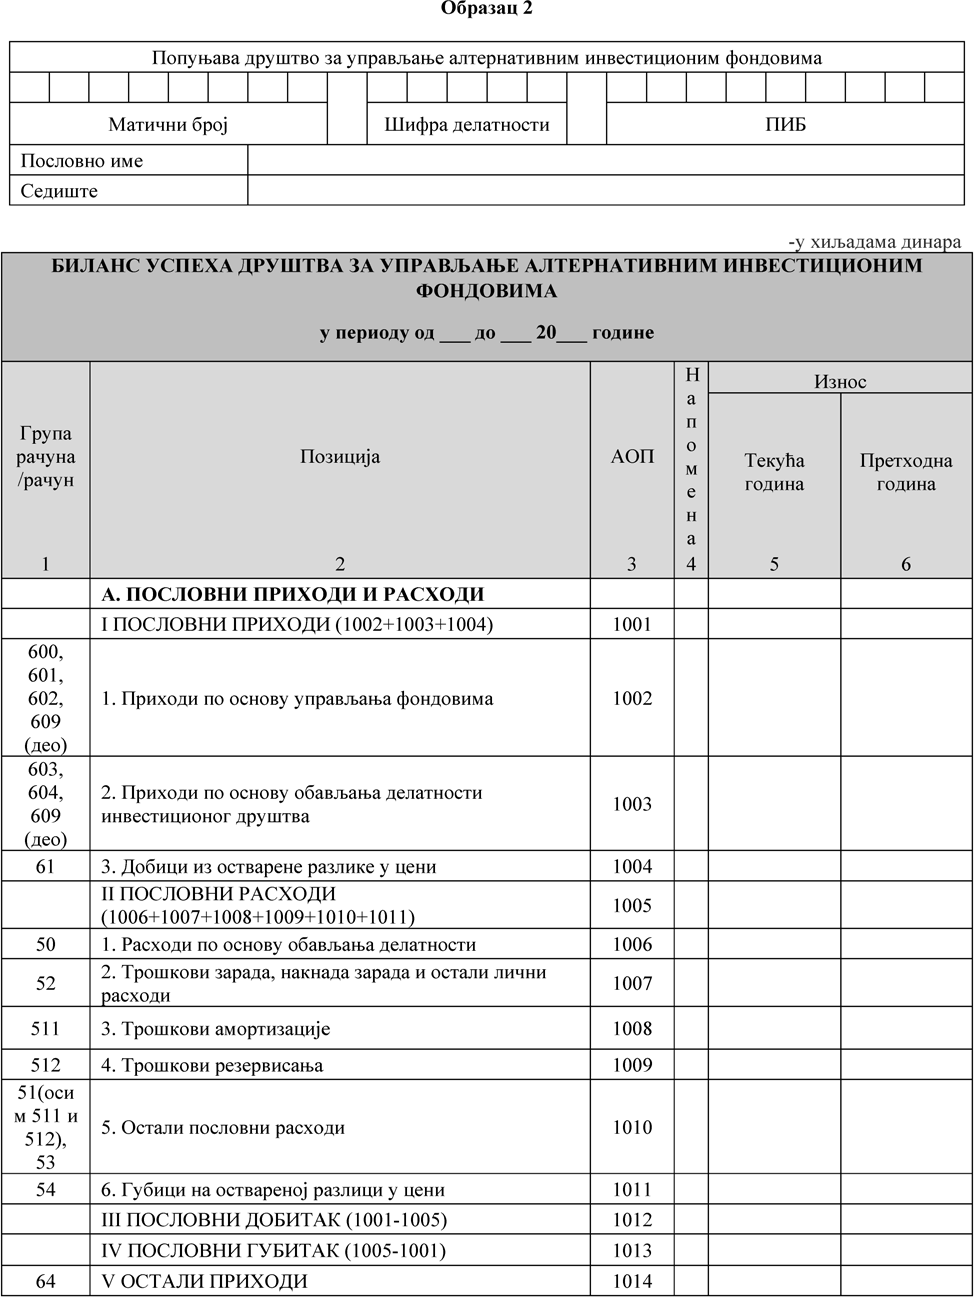 Образац 2
Попуњава друштво за управљање алтернативним инвестиционим фондовима
Матични број
Шифра делатности
ПИБ
Пословно име
Седиште
-у хиљадама динара
БИЛАНС УСПЕХА ДРУШТВА ЗА УПРАВЉАЊЕ АЛТЕРНАТИВНИМ ИНВЕСТИЦИОНИМ
ФОНДОВИМА
у периоду од ___ до ___ 20___ године
Група
рачуна
/рачун
Позиција
АОП
Н
а
п
о
м
е
н
а
Износ
Текућа
година
Претходна
година
1 2 3 4 5 6
А. ПОСЛОВНИ ПРИХОДИ И РАСХОДИ
I ПОСЛОВНИ ПРИХОДИ (1002+1003+1004) 1001
600,
601,
602,
609
(део)
1. Приходи по основу управљања фондовима 1002
603,
604,
609
(део)
2. Приходи по основу обављања делатности
инвестиционог друштва
1003
61 3. Добици из остварене разлике у цени 1004
II ПОСЛОВНИ РАСХОДИ
(1006+1007+1008+1009+1010+1011)
1005
50 1. Расходи по основу обављања делатности 1006
52 2. Трошкови зарада, накнада зарада и остали лични
расходи
1007
511 3. Трошкови амортизације 1008
512 4. Трошкови резервисања 1009
51(оси
м 511 и
512),
53
5. Остали пословни расходи 1010
54 6. Губици на оствареној разлици у цени 1011
III ПОСЛОВНИ ДОБИТАК (1001-1005) 1012
IV ПОСЛОВНИ ГУБИТАК (1005-1001) 1013
64 V ОСТАЛИ ПРИХОДИ 1014